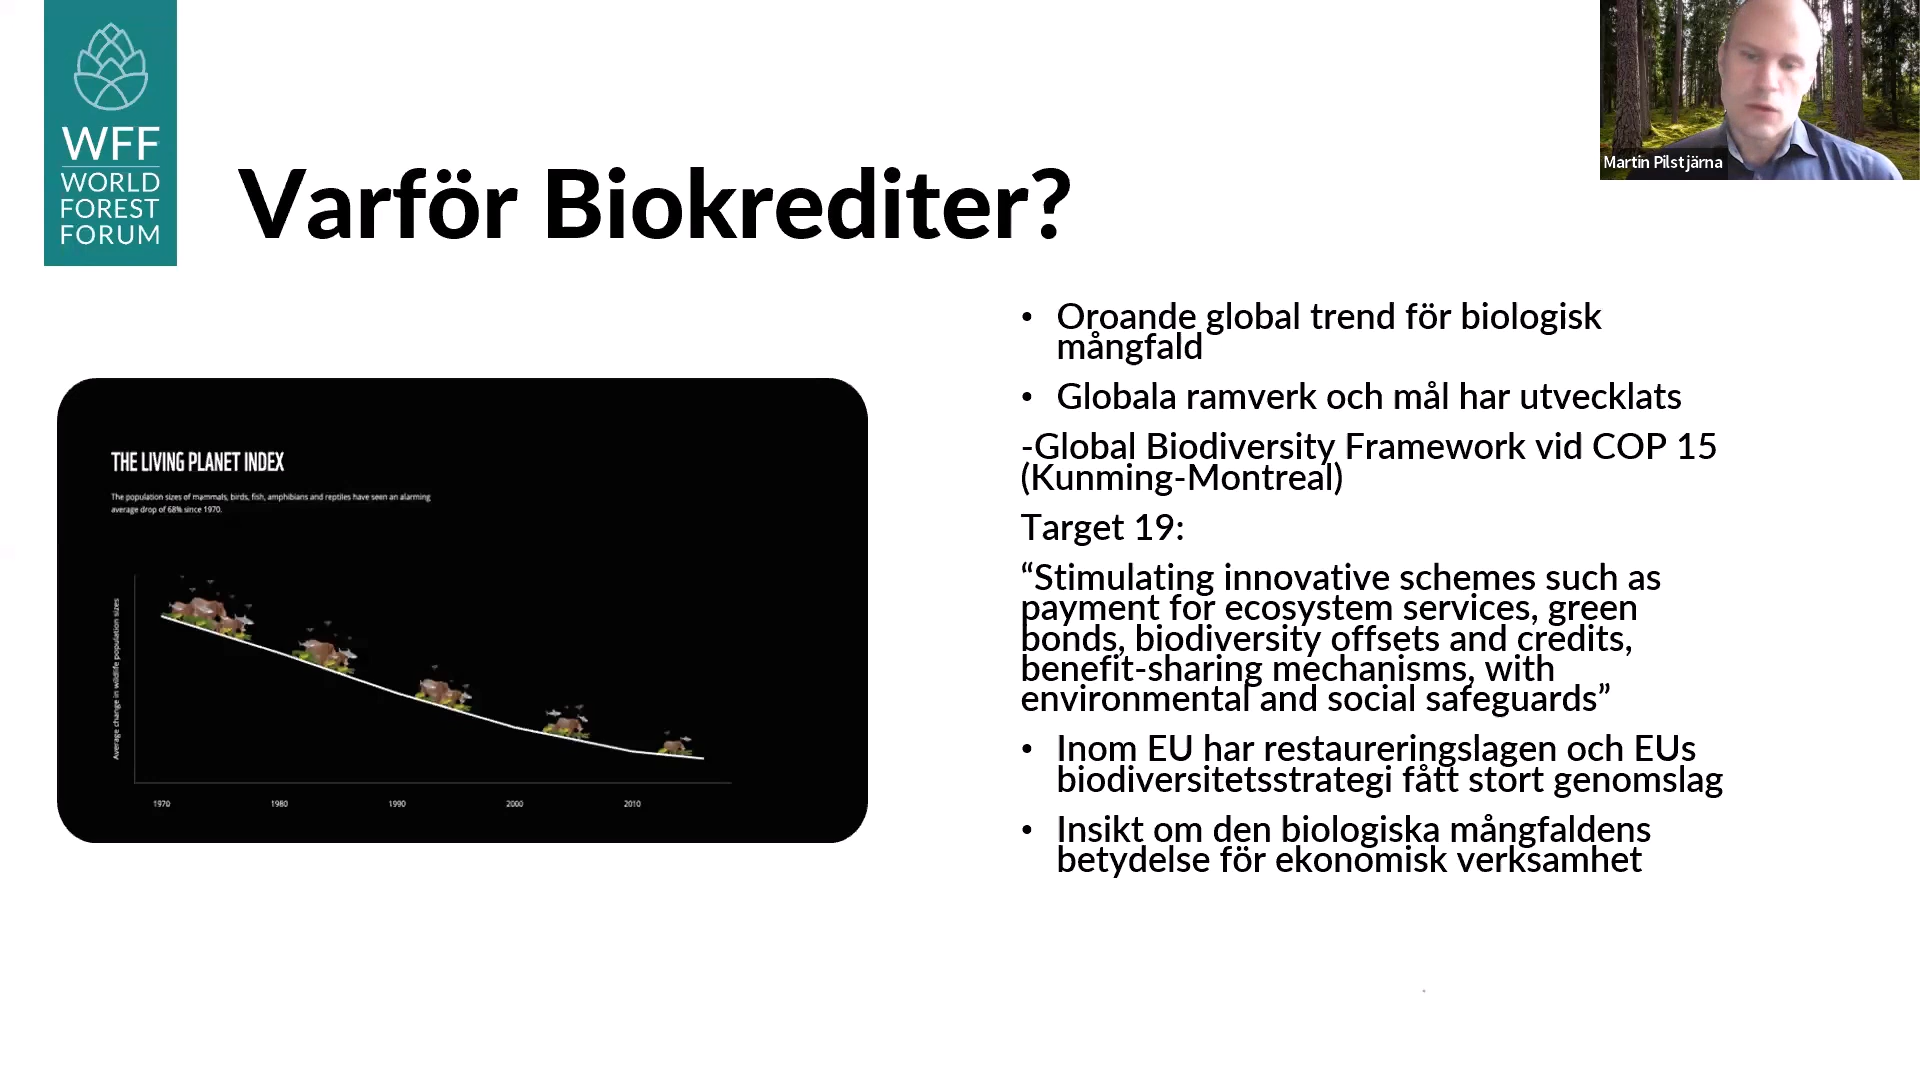 WFF
WORLD
FOREST
FORUM
Varför Biokrediter?
Martin Pilstjärna
THE LIVING PLANET INDEX
The population sizes of mammals, birds, fish, amphibians and reptiles have seen an alarming
average drop of 68% since 1970.
Average change in wildlife population sizes
1970
1980
1990
2000
2010
• Oroande global trend för biologisk
mångfald
• Globala ramverk och mål har utvecklats
-Global Biodiversity Framework vid COP 15
(Kunming-Montreal)
Target 19:
“Stimulating innovative schemes such as
payment for ecosystem services, green
bonds, biodiversity offsets and credits,
benefit-sharing mechanisms, with
environmental and social safeguards”
• Inom EU har restaureringslagen och EUs
biodiversitetsstrategi fått stort genomslag
• Insikt om den biologiska mångfaldens
betydelse för ekonomisk verksamhet